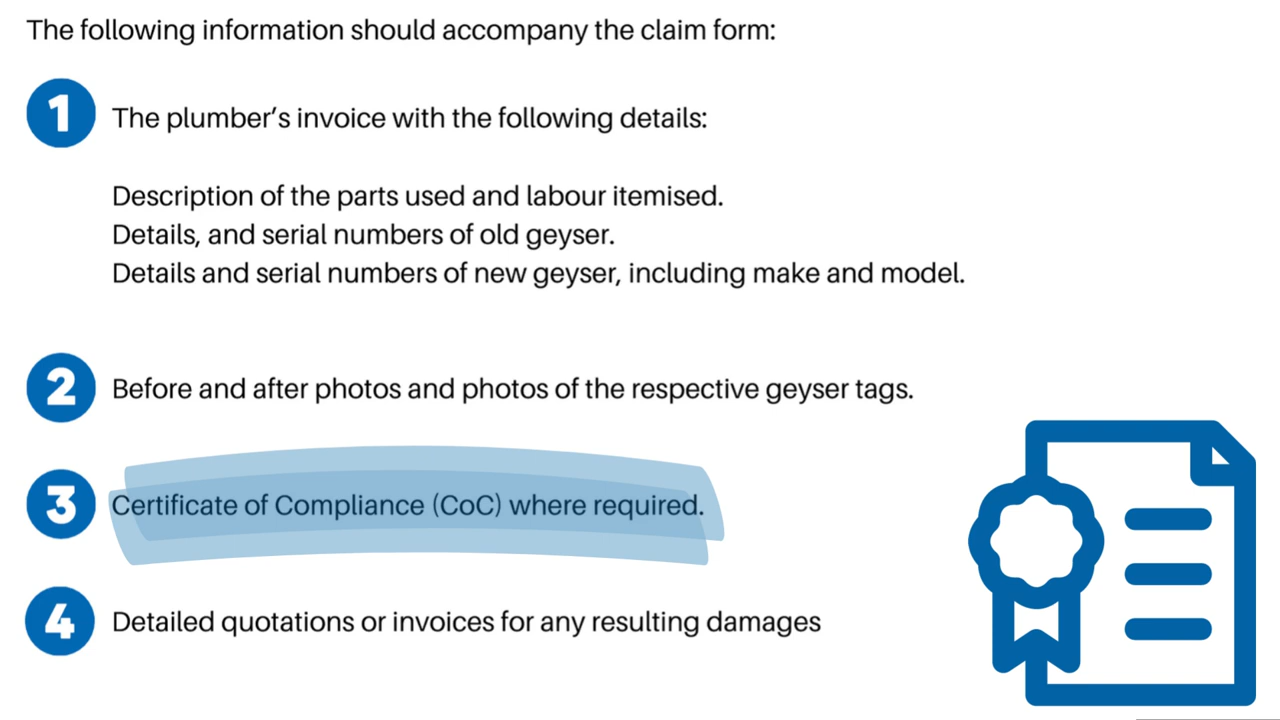 The following information should accompany the claim form:
1 The plumber's invoice with the following details:
Description of the parts used and labour itemised.
Details, and serial numbers of old geyser.
Details and serial numbers of new geyser, including make and model.
2 Before and after photos and photos of the respective geyser tags.
3 Certificate of Compliance (CoC) where required.
4 Detailed quotations or invoices for any resulting damages